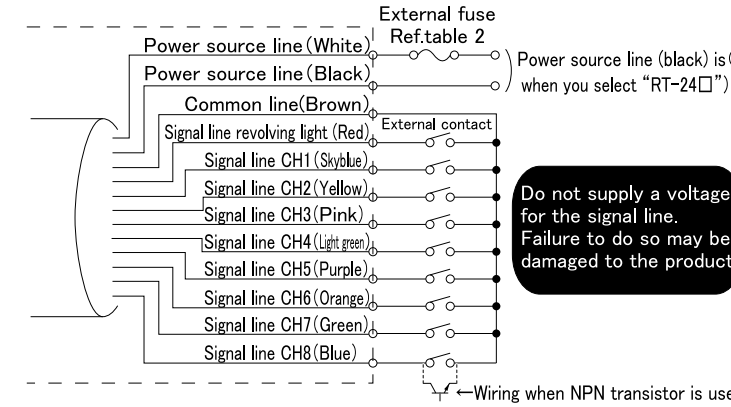 External fuse
Ref.table 2
Power source line (White)
Power source line (black) is
Power source line (Black)
when you select “RT-24□”)
Common line(Brown)
External contact
Signal line revolving light (Red)
Signal line CH1 (Skyblue)
Signal line CH2 (Yellow)
Signal line CH3 (Pink)
Signal line CH4 (Light green)
Signal line CH5 (Purple)
Signal line CH6 (Orange)
Signal line CH7 (Green)
Signal line CH8 (Blue)
Do not supply a voltage
for the signal line.
Failure to do so may be
damaged to the product
←Wiring when NPN transistor is use